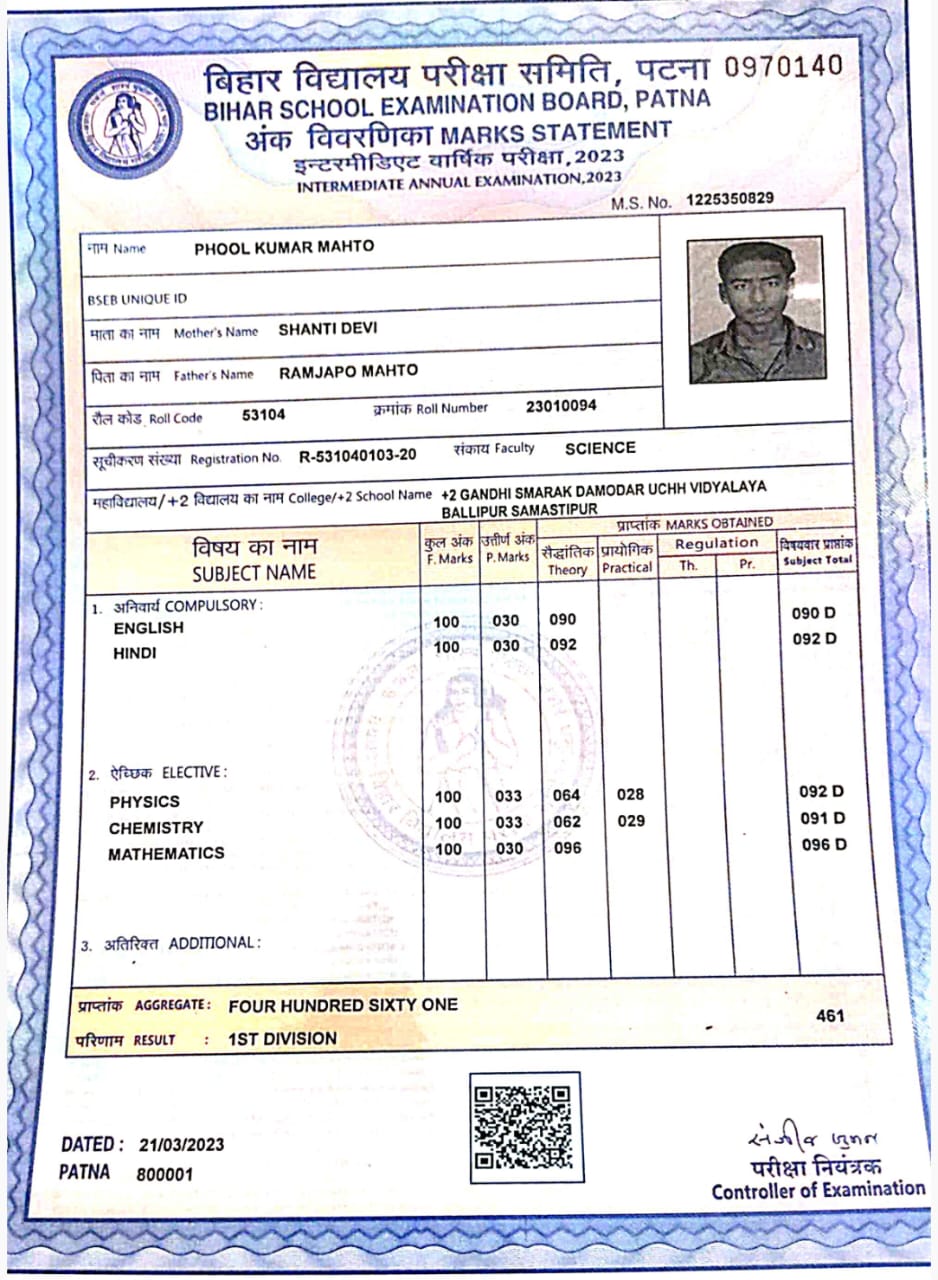 बिहार विद्यालय परीक्षा समिति, पटना 0970140
BIHAR SCHOOL EXAMINATION BOARD, PATNA
अंक विवरणिका MARKS STATEMENT
इन्टरमीडिएट वार्षिक परीक्षा,2023
INTERMEDIATE ANNUAL EXAMINATION,2023
M.S. No. 1225350829
नाम Name PHOOL KUMAR MAHTO
BSEB UNIQUE ID
माता का नाम Mother's Name SHANTI DEVI
पिता का नाम Father's Name RAMJAPO MAHTO
रौल कोड Roll Code 53104 क्रमांक Roll Number 23010094
सूचीकरण संख्या Registration No. R-531040103-20 संकाय Faculty SCIENCE
महाविद्यालय/+2 विद्यालय का नाम College/+2 School Name +2 GANDHI SMARAK DAMODAR UCHH VIDYALAYA
BALLIPUR SAMASTIPUR
विषय का नाम SUBJECT NAME कुल अंक F. Marks उत्तीर्ण अंक P. Marks प्राप्तांक MARKS OBTAINED
सैद्धांतिक Theory प्रायोगिक Practical Regulation Th. Pr. विषयवार प्राप्तांक Subject Total
1. अनिवार्य COMPULSORY :
ENGLISH 100 030 090 090 D
HINDI 100 030 092 092 D
2. ऐच्छिक ELECTIVE :
PHYSICS 100 033 064 028 092 D
CHEMISTRY 100 033 062 029 091 D
MATHEMATICS 100 030 096 096 D
3. अतिरिक्त ADDITIONAL :
प्राप्तांक AGGREGATE : FOUR HUNDRED SIXTY ONE 461
परिणाम RESULT : 1ST DIVISION
DATED : 21/03/2023
PATNA 800001
परीक्षा नियंत्रक
Controller of Examination